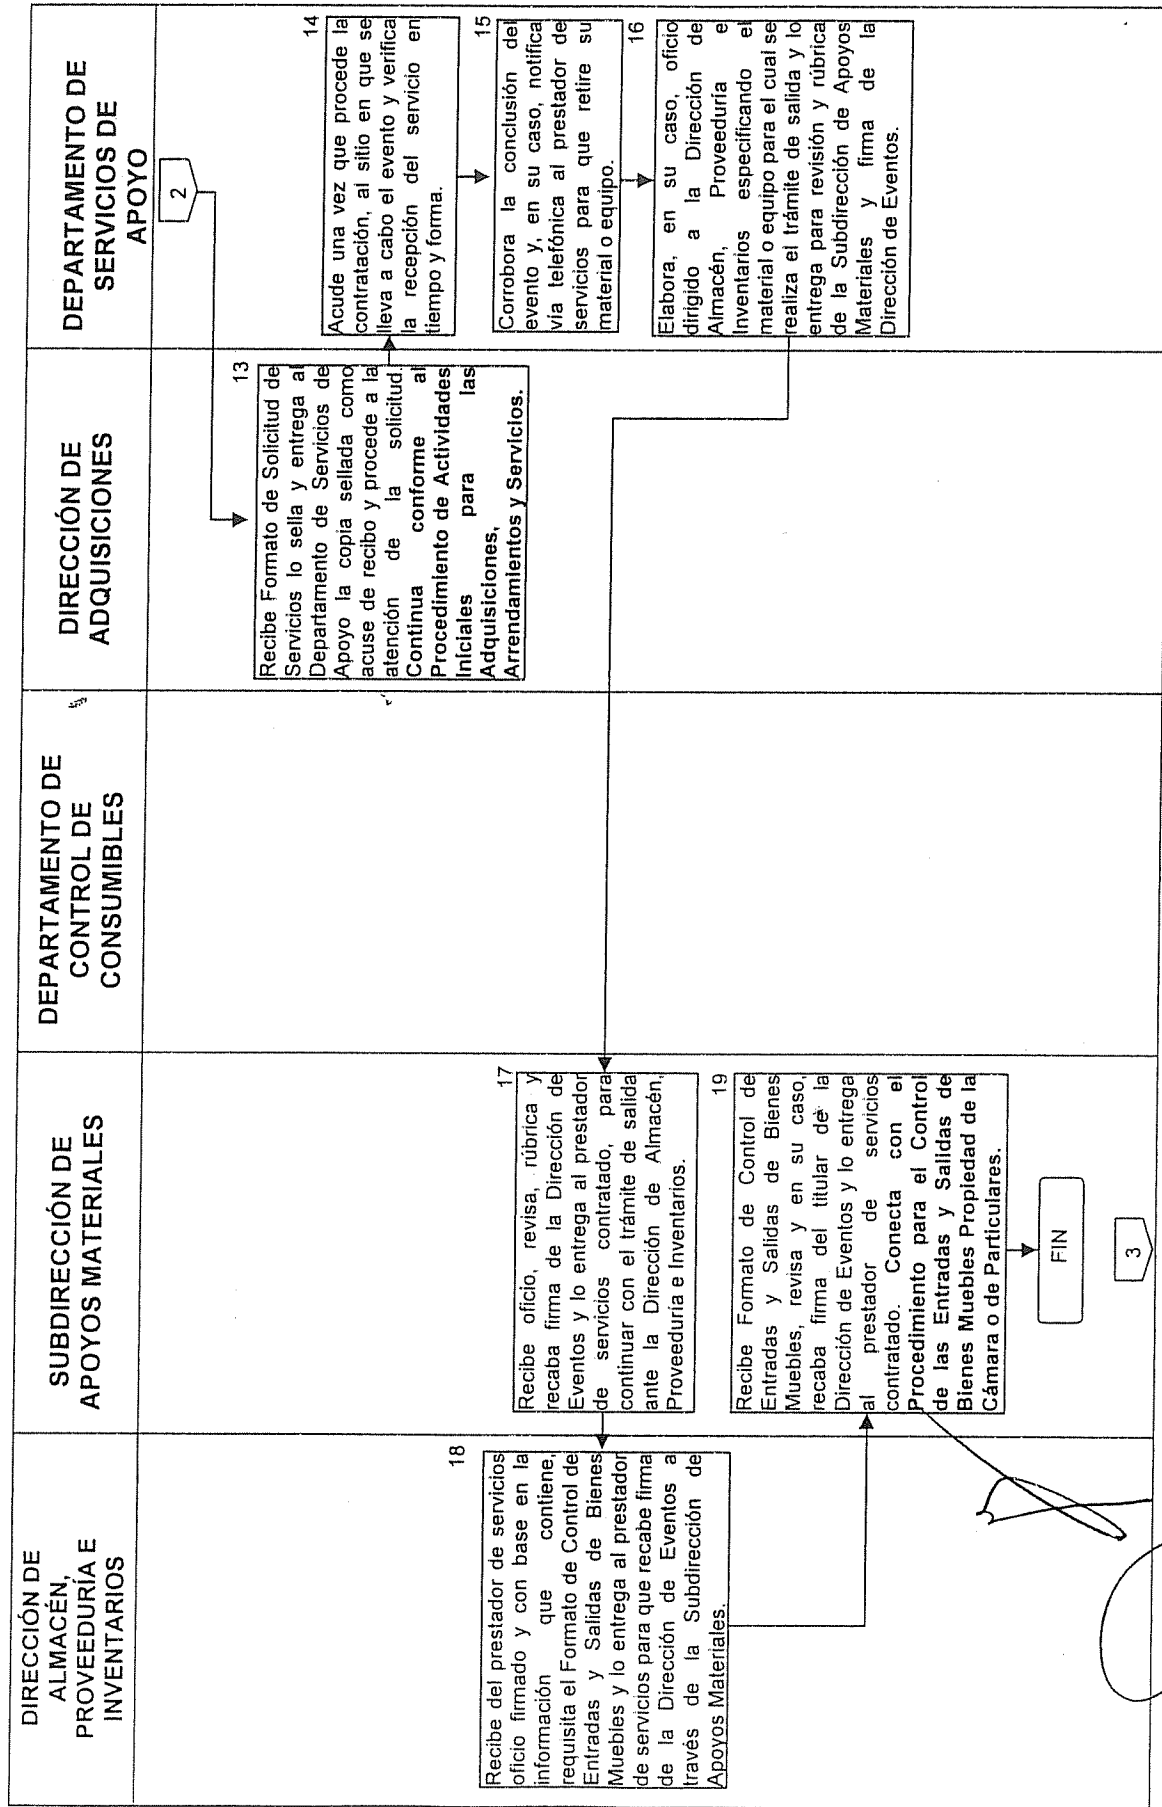 DIRECCIÓN DE
ALMACÉN,
PROVEEDURÍA E
INVENTARIOS
SUBDIRECCIÓN DE
APOYOS MATERIALES
DEPARTAMENTO DE
CONTROL DE
CONSUMIBLES
DIRECCIÓN DE
ADQUISICIONES
DEPARTAMENTO DE
SERVICIOS DE
APOYO
2
13
Recibe Formato de Solicitud de
Servicios lo sella y entrega al
Departamento de Servicios de
Apoyo la copia sellada como
acuse de recibo y procede a la
atención de la solicitud.
Continua conforme al
Procedimiento de Actividades
Iniciales para las
Adquisiciones,
Arrendamientos y Servicios.
14
Acude una vez que procede la
contratación, al sitio en que se
lleva a cabo el evento y verifica
la recepción del servicio en
tiempo y forma.
15
Corrobora la conclusión del
evento y, en su caso, notifica
vía telefónica al prestador de
servicios para que retire su
material o equipo.
16
Elabora, en su caso, oficio
dirigido a la Dirección de
Almacén, Proveeduría e
Inventarios especificando el
material o equipo para el cual se
realiza el trámite de salida y lo
entrega para revisión y rúbrica
de la Subdirección de Apoyos
Materiales y firma de la
Dirección de Eventos.
17
Recibe oficio, revisa, rúbrica y
recaba firma de la Dirección de
Eventos y lo entrega al prestador
de servicios contratado, para
continuar con el trámite de salida
ante la Dirección de Almacén,
Proveeduría e Inventarios.
18
Recibe del prestador de servicios
oficio firmado y con base en la
información que contiene,
requisita el Formato de Control de
Entradas y Salidas de Bienes
Muebles y lo entrega al prestador
de servicios para que recabe firma
de la Dirección de Eventos a
través de la Subdirección de
Apoyos Materiales.
19
Recibe Formato de Control de
Entradas y Salidas de Bienes
Muebles, revisa y en su caso,
recaba firma del titular de la
Dirección de Eventos y lo entrega
al prestador de servicios
contratado. Conecta con el
Procedimiento para el Control
de las Entradas y Salidas de
Bienes Muebles Propiedad de la
Cámara o de Particulares.
FIN
3